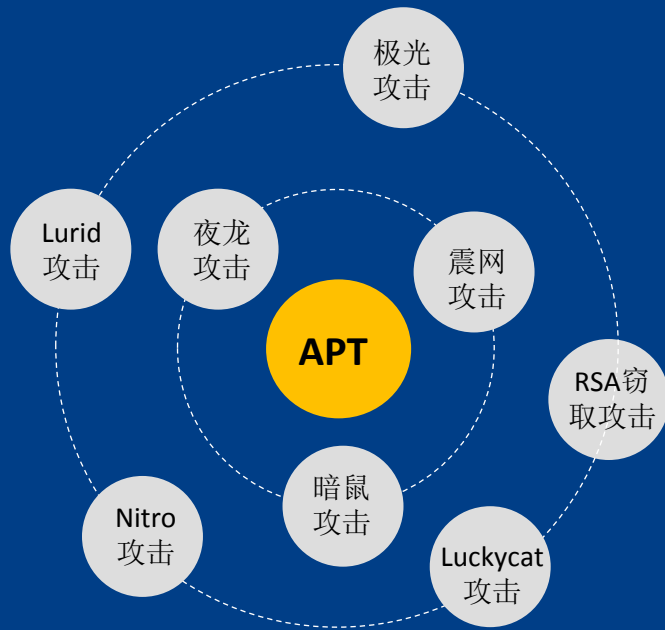 极光
攻击
Lurid
攻击
夜龙
攻击
震网
攻击
APT
RSA窃
取攻击
暗鼠
攻击
Nitro
攻击
Luckycat
攻击